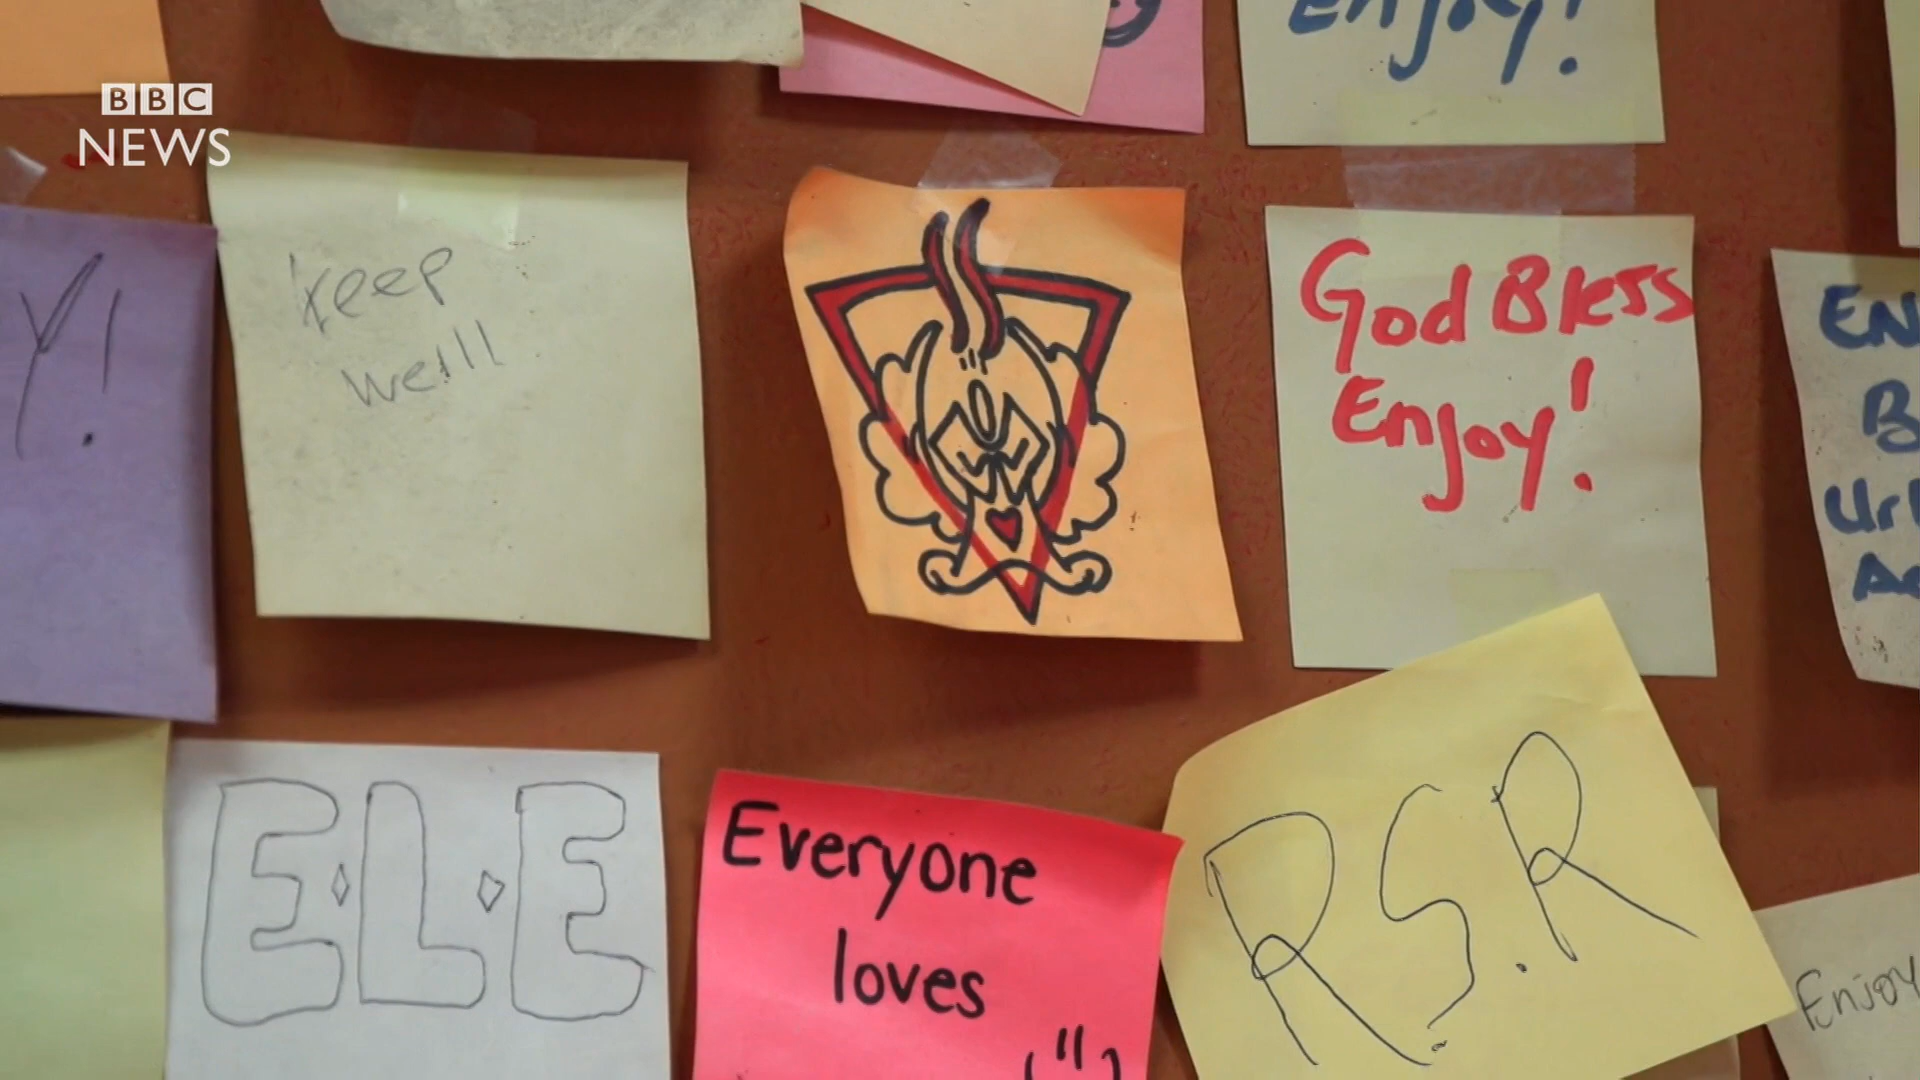 Enjoy!
BBC
NEWS
Y!
keep
well
God Bless
Enjoy!
E.L.E
Everyone
loves
R.S.R
Enjoy